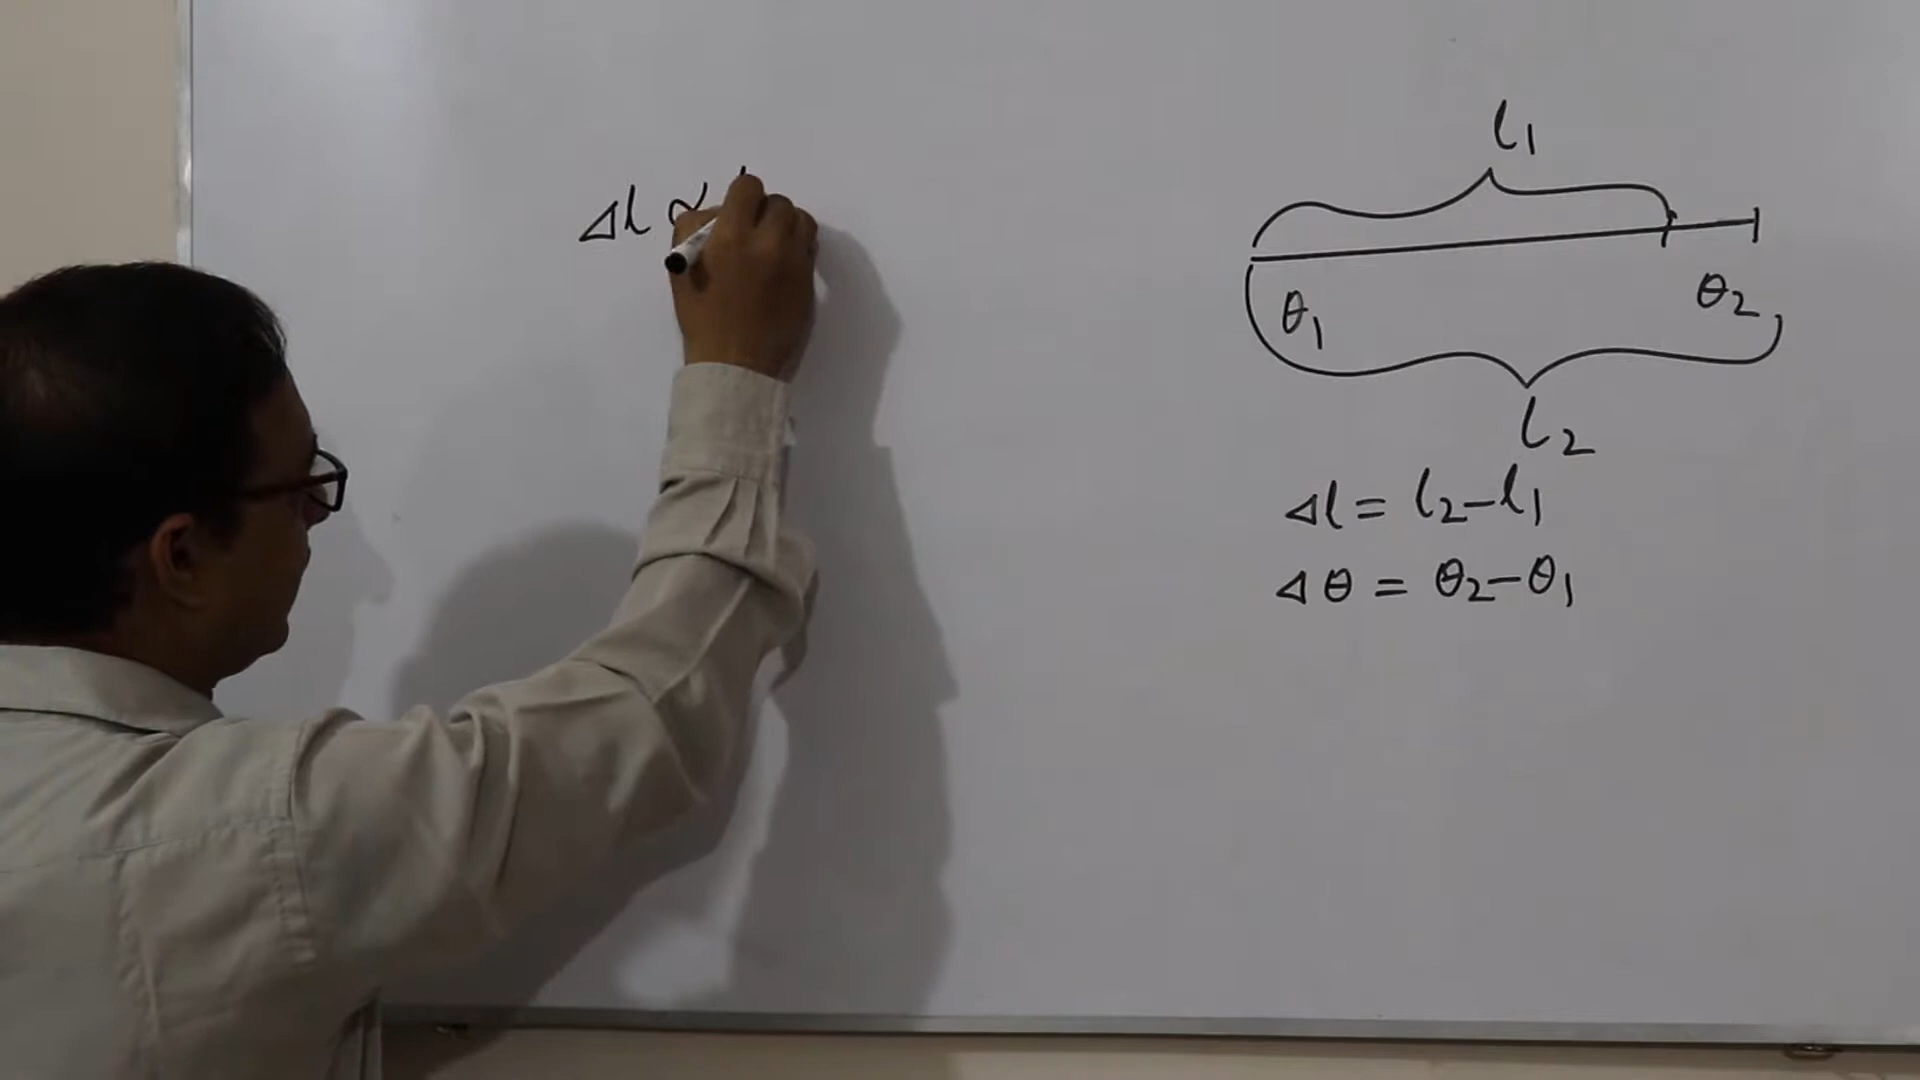 Δl ∝
l1
θ1 θ2
l2
Δl = l2-l1
Δθ = θ2-θ1